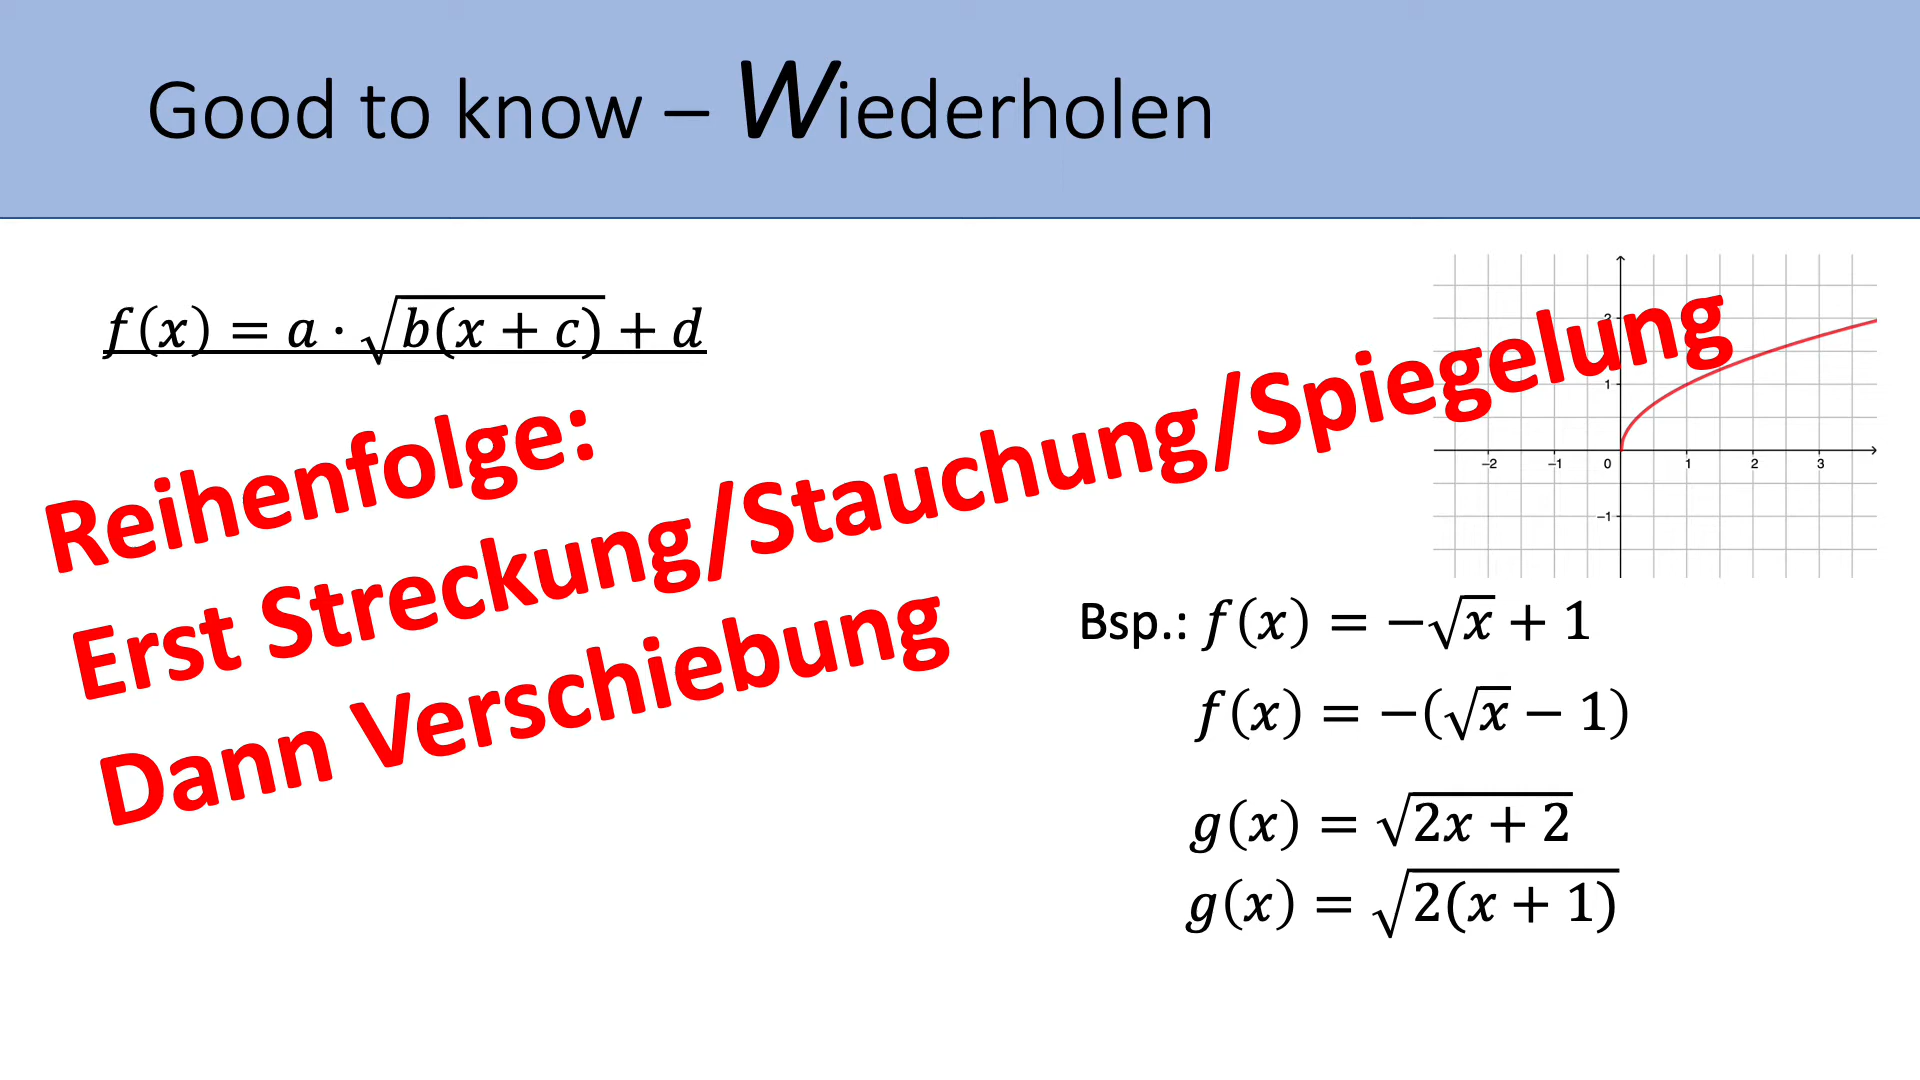 Good to know – Wiederholen
f(x) = a · √(b(x + c)) + d
Reihenfolge:
Erst Streckung/Stauchung/Spiegelung
Dann Verschiebung
2
1
−2 −1 0 1 2 3
−1
Bsp.: f(x) = −√x + 1
f(x) = −(√x − 1)
g(x) = √(2x + 2)
g(x) = √(2(x + 1))